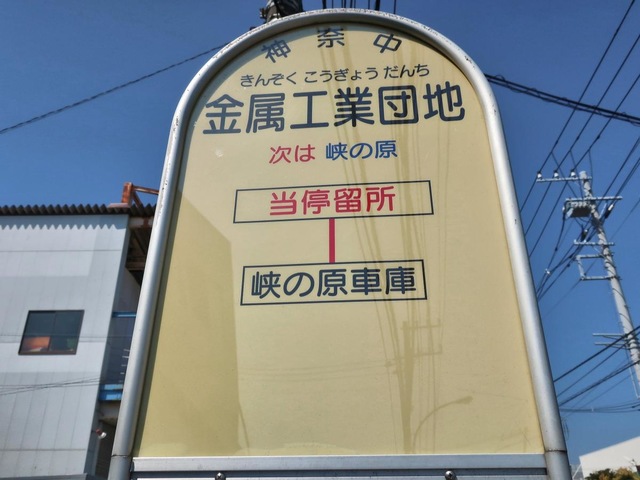 神奈中
きんぞく こうぎょう だんち
金属工業団地
次は 峡の原
当停留所
峡の原車庫